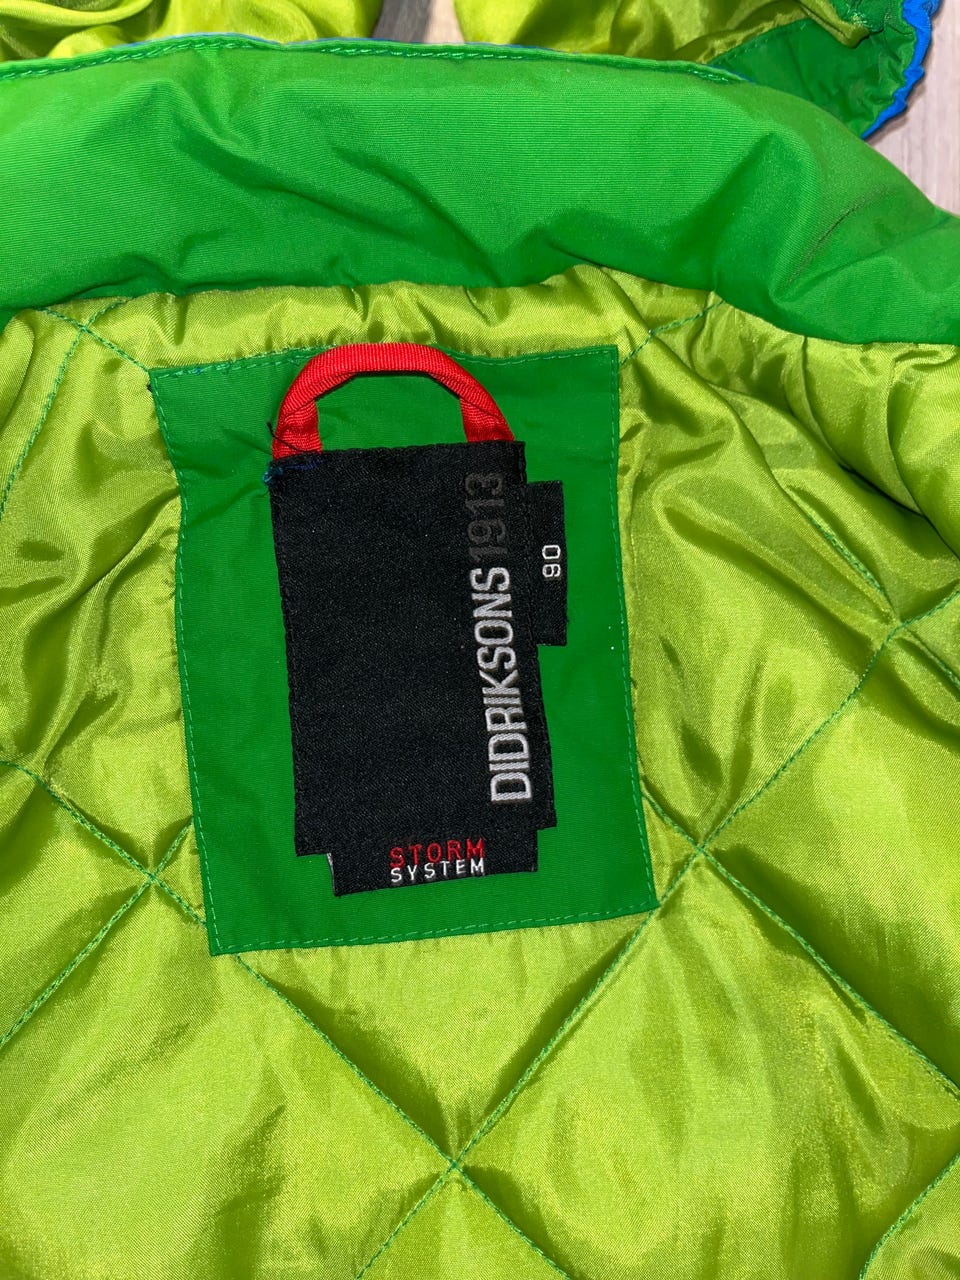 DIDRIKSONS 1913
90
STORM
SYSTEM